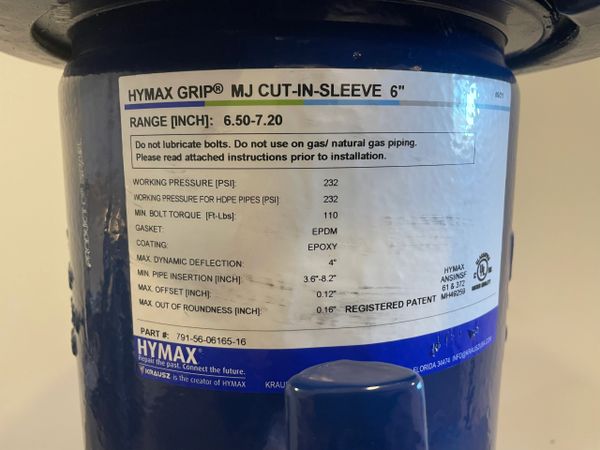 HYMAX GRIP® MJ CUT-IN-SLEEVE 6"
RANGE [INCH]: 6.50-7.20
Do not lubricate bolts. Do not use on gas/ natural gas piping.
Please read attached instructions prior to installation.
WORKING PRESSURE [PSI]: 232
WORKING PRESSURE FOR HDPE PIPES [PSI]: 232
MIN. BOLT TORQUE [Ft-Lbs]: 110
GASKET: EPDM
COATING: EPOXY
MAX. DYNAMIC DEFLECTION: 4°
MIN. PIPE INSERTION [INCH]: 3.6"-8.2"
MAX. OFFSET [INCH]: 0.12"
MAX. OUT OF ROUNDNESS [INCH]: 0.16"
REGISTERED PATENT
HYMAX
ANSI/NSF
61 & 372
MH49259
UL
PART #: 791-56-06165-16
HYMAX®
Repair the past. Connect the future.
KRAUSZ is the creator of HYMAX
FLORIDA 34474